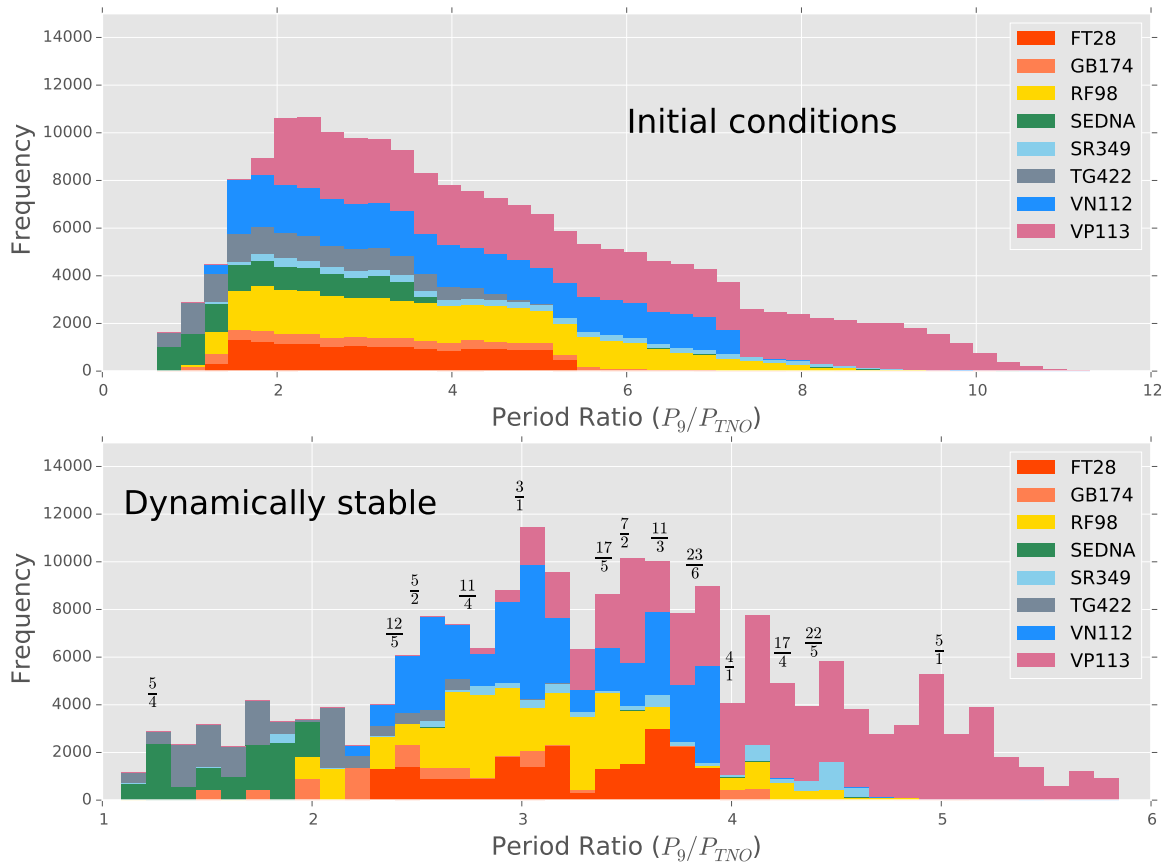 14000
12000
10000
8000
6000
4000
2000
0
Frequency
Initial conditions
FT28
GB174
RF98
SEDNA
SR349
TG422
VN112
VP113
0 2 4 6 8 10 12
Period Ratio (P_9/P_TNO)
14000
12000
10000
8000
6000
4000
2000
0
Frequency
Dynamically stable
5/4
12/5
5/2
11/4
3/1
17/5
7/2
11/3
23/6
4/1
17/4
22/5
5/1
FT28
GB174
RF98
SEDNA
SR349
TG422
VN112
VP113
1 2 3 4 5 6
Period Ratio (P_9/P_TNO)